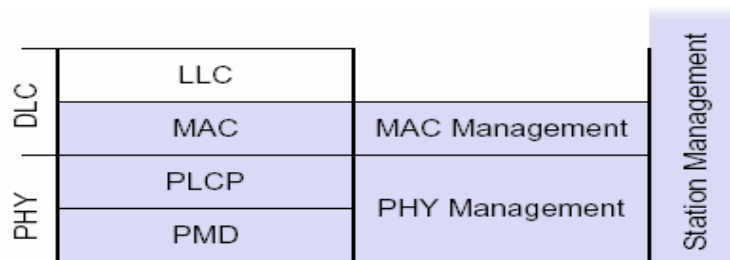 DLC
LLC
MAC
MAC Management
PHY
PLCP
PMD
PHY Management
Station Management